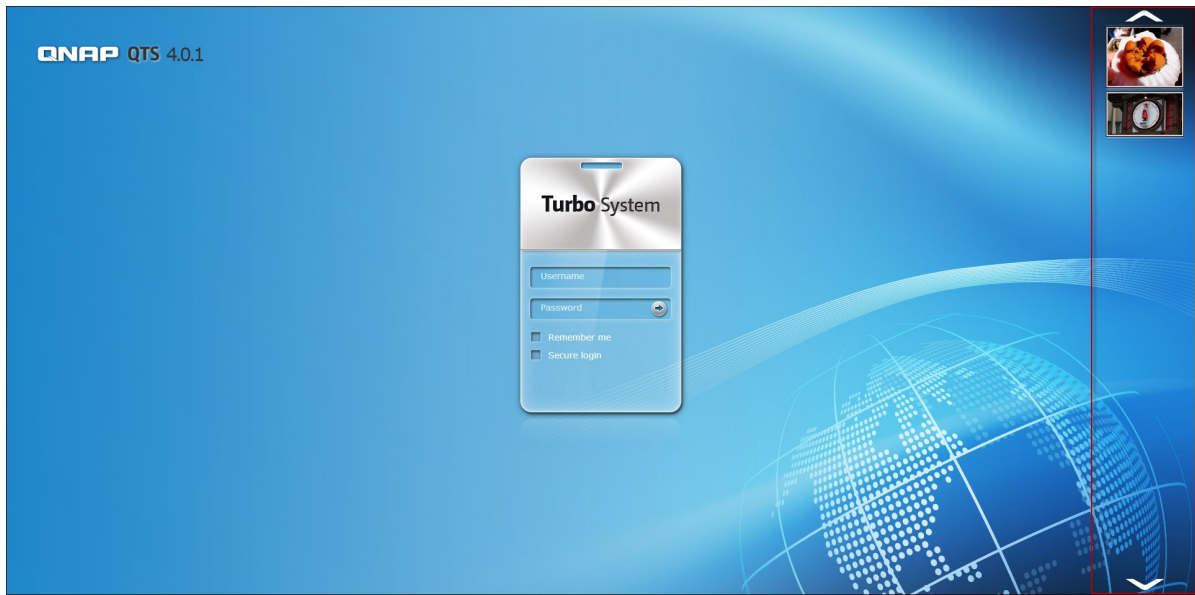 QNAP QTS 4.0.1
Turbo System
Username
Password
Remember me
Secure login